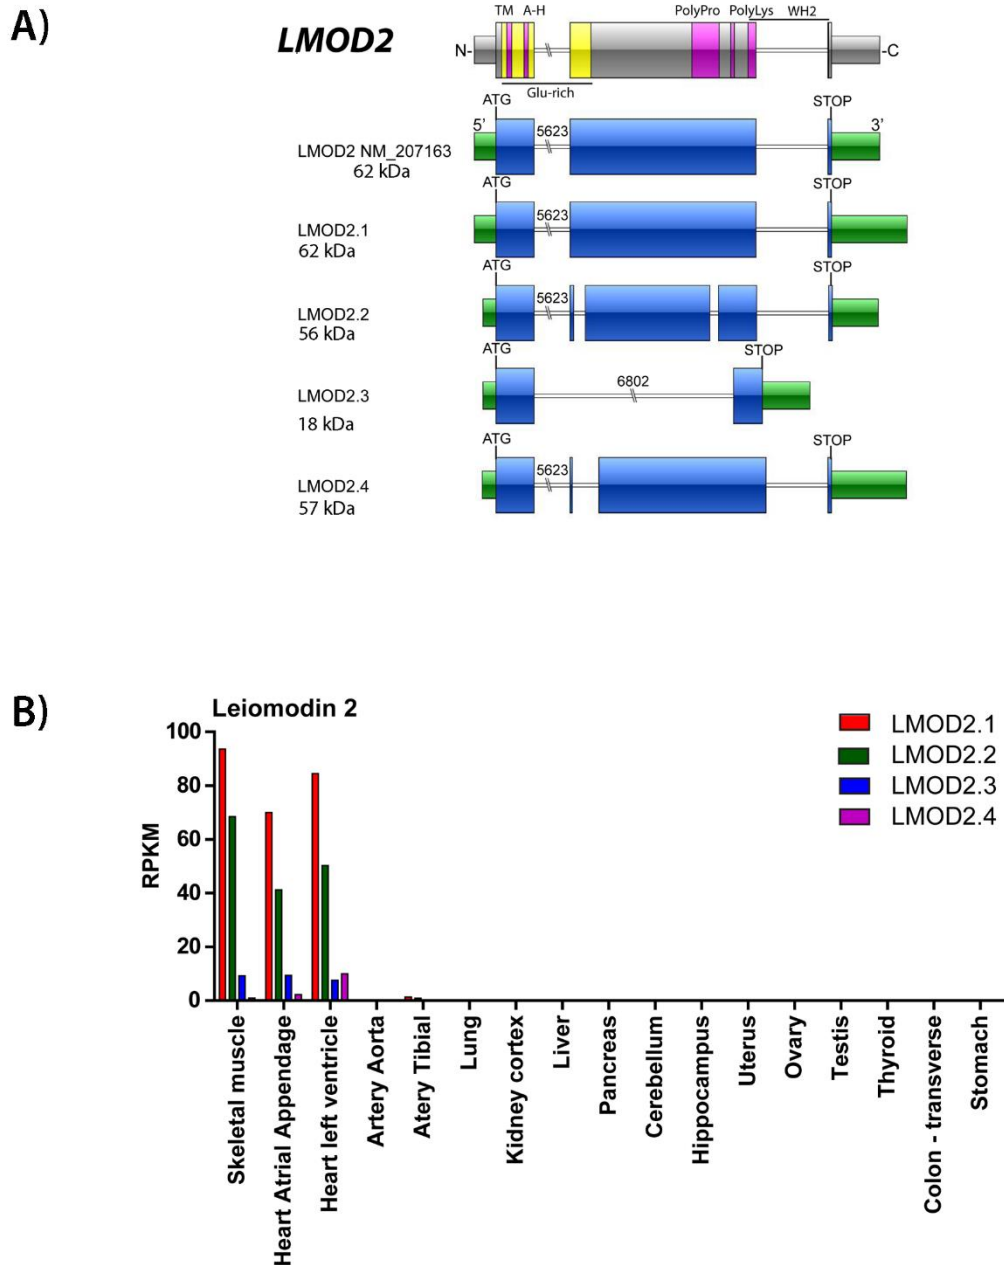 A)
LMOD2
TM A-H PolyPro PolyLys WH2
N- -C
Glu-rich
ATG STOP
5' 5623 3'
LMOD2 NM_207163
62 kDa
ATG STOP
5623
LMOD2.1
62 kDa
ATG STOP
5623
LMOD2.2
56 kDa
ATG STOP
6802
LMOD2.3
18 kDa
ATG STOP
5623
LMOD2.4
57 kDa
B)
Leiomodin 2
100
80
60
40
20
0
RPKM
LMOD2.1
LMOD2.2
LMOD2.3
LMOD2.4
Skeletal muscle
Heart Atrial Appendage
Heart left ventricle
Artery Aorta
Atery Tibial
Lung
Kidney cortex
Liver
Pancreas
Cerebellum
Hippocampus
Uterus
Ovary
Testis
Thyroid
Colon - transverse
Stomach